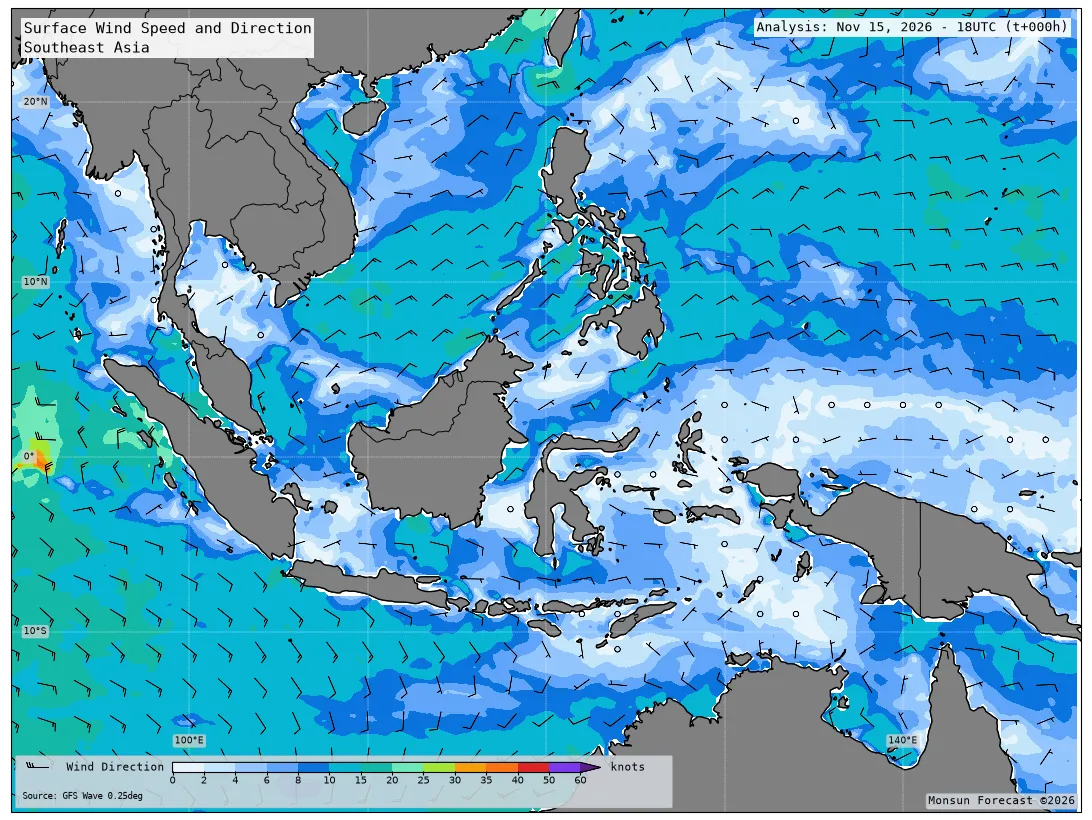 Surface Wind Speed and Direction
Southeast Asia
Analysis: Nov 15, 2026 - 18UTC (t+000h)
20°N
10°N
0°
10°S
100°E
140°E
Wind Direction
0 2 4 6 8 10 15 20 25 30 35 40 50 60
knots
Source: GFS Wave 0.25deg
Monsun Forecast ©2026